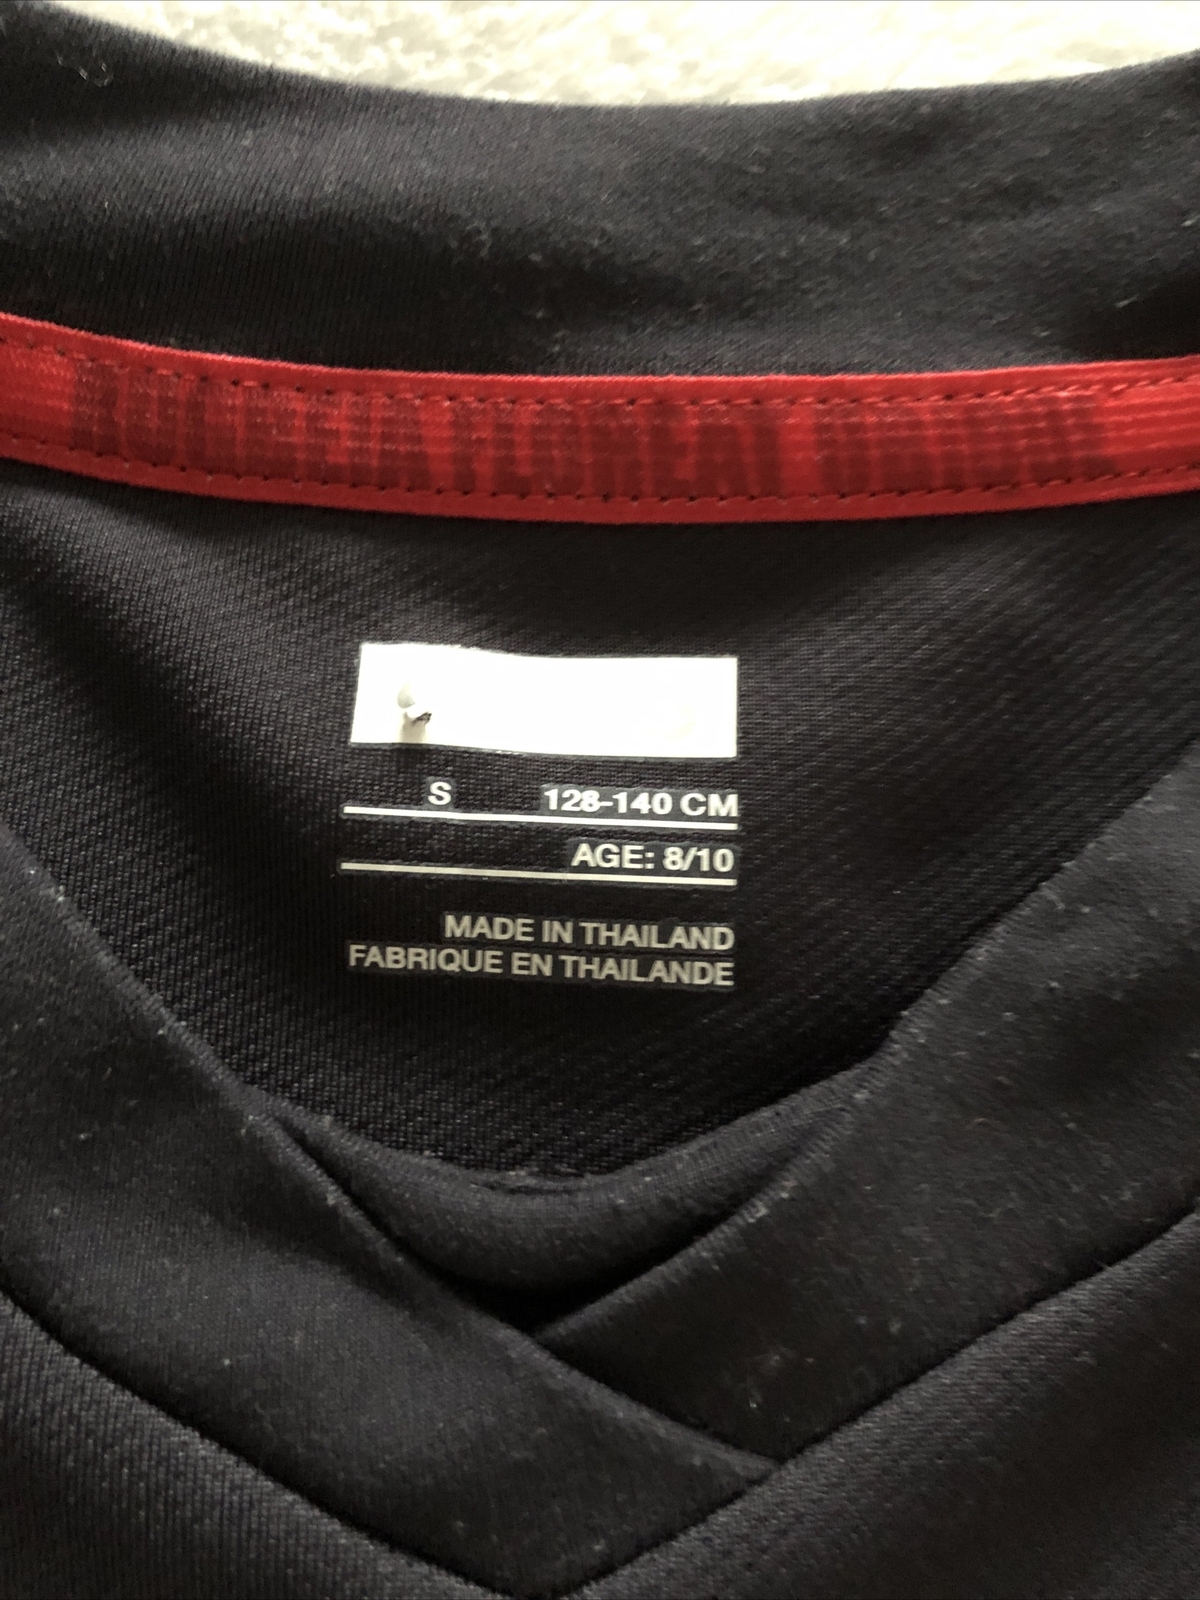 S 128-140 CM
AGE: 8/10
MADE IN THAILAND
FABRIQUE EN THAILANDE